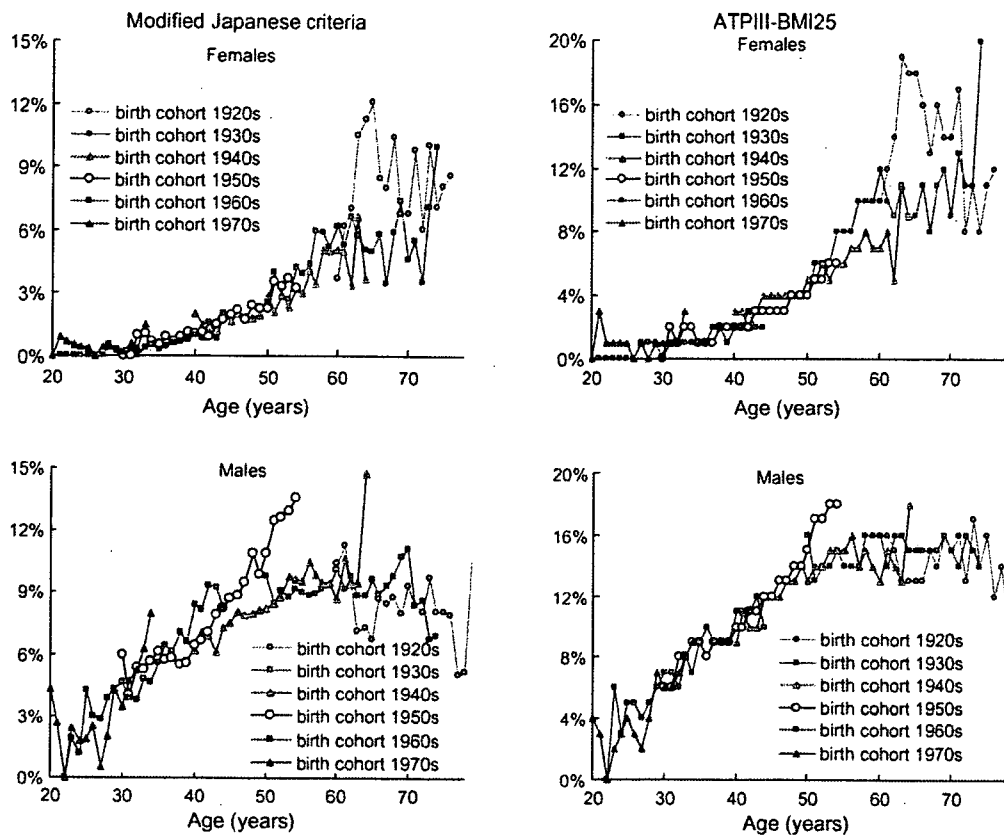 Modified Japanese criteria
Females
15%
12%
9%
6%
3%
0%
birth cohort 1920s
birth cohort 1930s
birth cohort 1940s
birth cohort 1950s
birth cohort 1960s
birth cohort 1970s
20 30 40 50 60 70
Age (years)
ATPIII-BMI25
Females
20%
16%
12%
8%
4%
0%
birth cohort 1920s
birth cohort 1930s
birth cohort 1940s
birth cohort 1950s
birth cohort 1960s
birth cohort 1970s
20 30 40 50 60 70
Age (years)
Males
15%
12%
9%
6%
3%
0%
birth cohort 1920s
birth cohort 1930s
birth cohort 1940s
birth cohort 1950s
birth cohort 1960s
birth cohort 1970s
20 30 40 50 60 70
Age (years)
Males
20%
16%
12%
8%
4%
0%
birth cohort 1920s
birth cohort 1930s
birth cohort 1940s
birth cohort 1950s
birth cohort 1960s
birth cohort 1970s
20 30 40 50 60 70
Age (years)